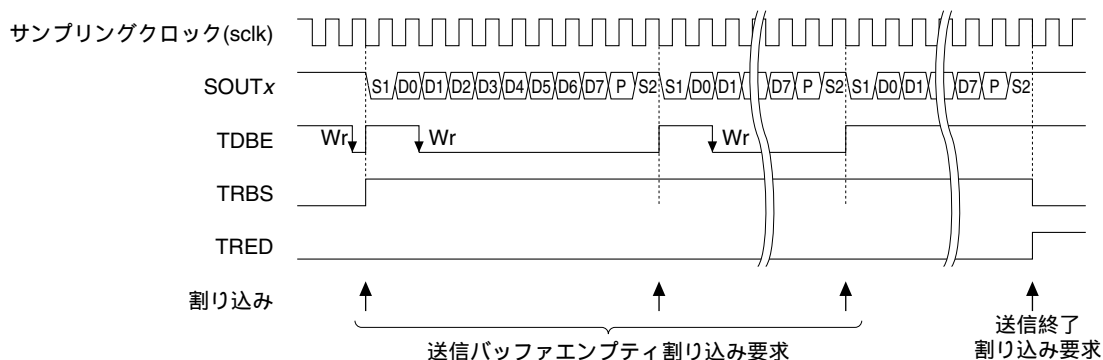 サンプリングクロック(sclk)
SOUTx
S1 D0 D1 D2 D3 D4 D5 D6 D7 P S2 S1 D0 D1 D7 P S2 S1 D0 D1 D7 P S2
TDBE
Wr Wr Wr
TRBS
TRED
割り込み
送信バッファエンプティ割り込み要求
送信終了
割り込み要求